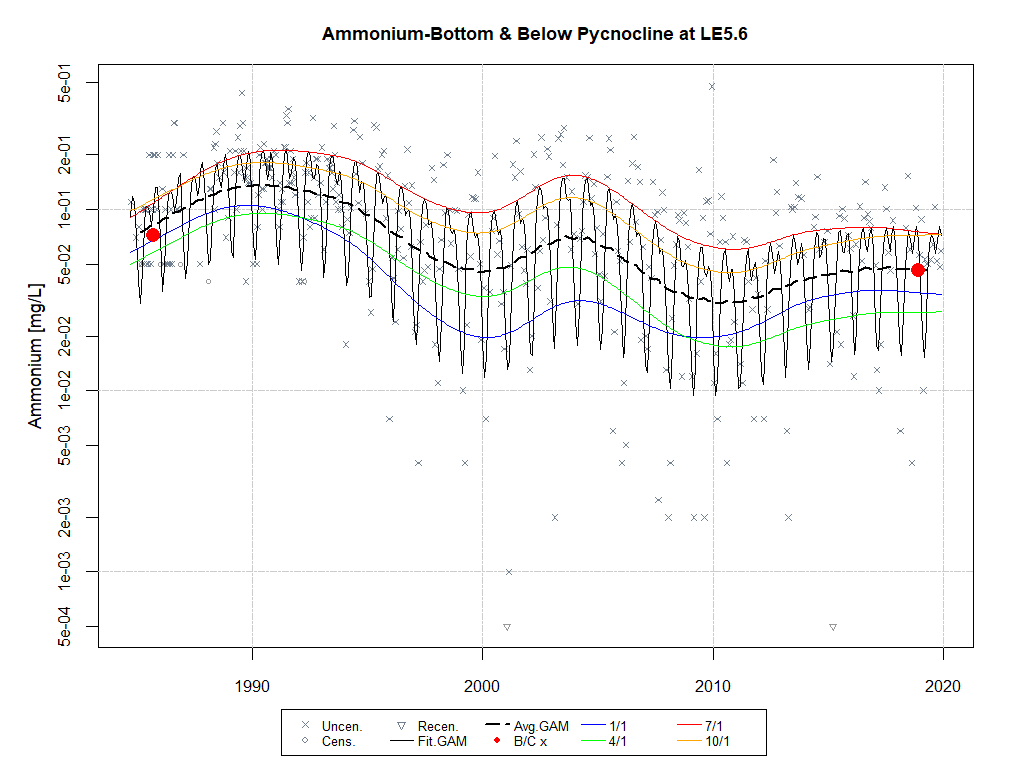 Ammonium-Bottom & Below Pycnocline at LE5.6
Ammonium [mg/L]
5e-01
2e-01
1e-01
5e-02
2e-02
1e-02
5e-03
2e-03
1e-03
5e-04
1990 2000 2010 2020
Uncen. Recen. Avg.GAM 1/1 7/1
Cens. Fit.GAM B/C x 4/1 10/1